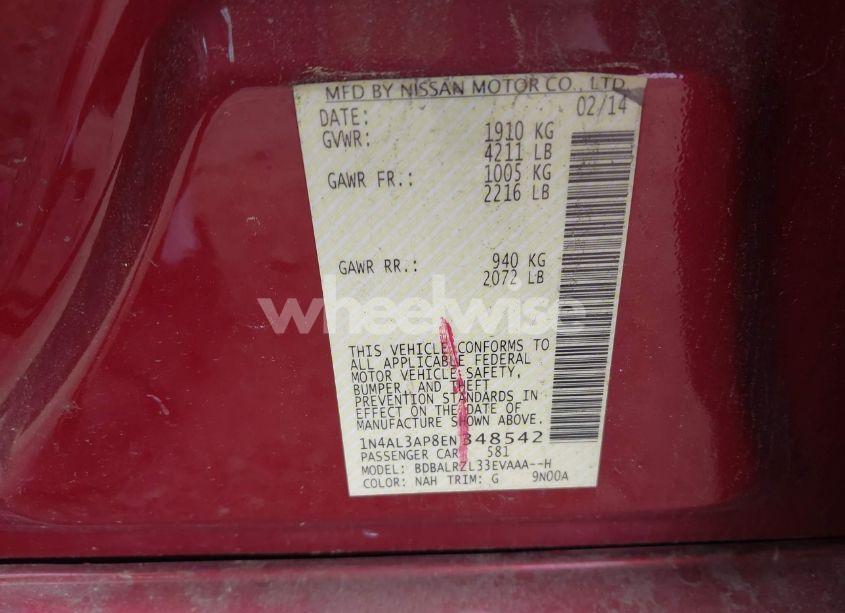 MFD BY NISSAN MOTOR CO., LTD.
DATE: 02/14
GVWR: 1910 KG
4211 LB
GAWR FR.: 1005 KG
2216 LB
GAWR RR.: 940 KG
2072 LB
wheelwise
THIS VEHICLE CONFORMS TO
ALL APPLICABLE FEDERAL
MOTOR VEHICLE SAFETY,
BUMPER, AND THEFT
PREVENTION STANDARDS IN
EFFECT ON THE DATE OF
MANUFACTURE SHOWN ABOVE.
1N4AL3AP8EN348542
PASSENGER CAR 581
MODEL: BDBALRZL33EVAAA--H
COLOR: NAH TRIM: G 9N00A